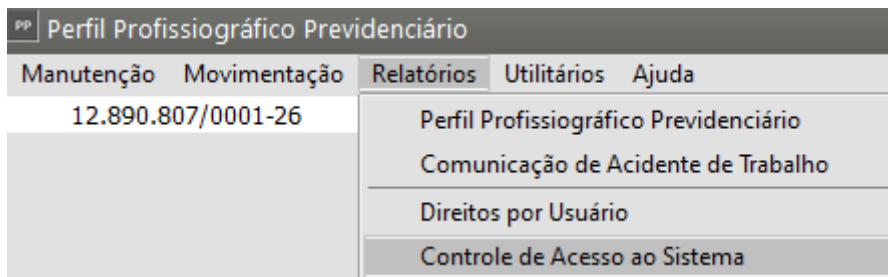 PP Perfil Profissiográfico Previdenciário
Manutenção Movimentação Relatórios Utilitários Ajuda
12.890.807/0001-26
Perfil Profissiográfico Previdenciário
Comunicação de Acidente de Trabalho
Direitos por Usuário
Controle de Acesso ao Sistema